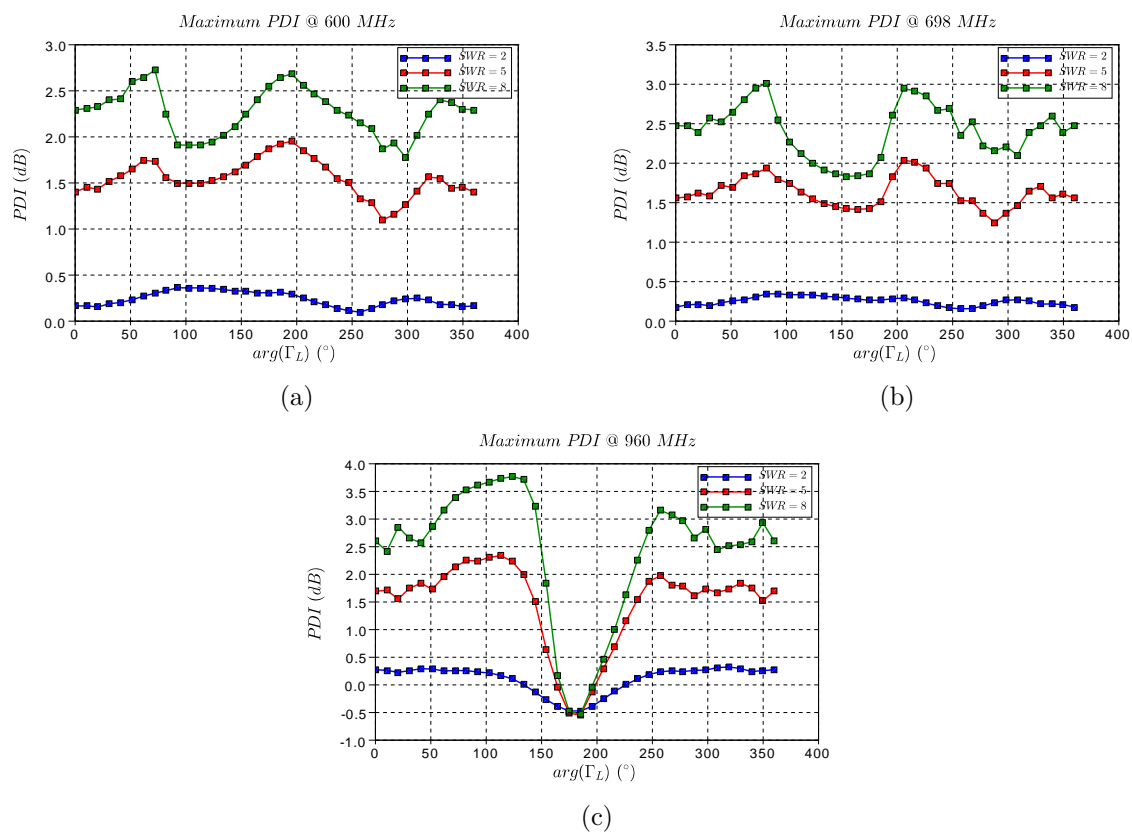 Maximum PDI @ 600 MHz
3.0
2.5
2.0
1.5
1.0
0.5
0.0
PDI (dB)
SWR = 2
SWR = 5
SWR = 8
0 50 100 150 200 250 300 350 400
arg(Γ_L) (°)
(a)
Maximum PDI @ 698 MHz
3.5
3.0
2.5
2.0
1.5
1.0
0.5
0.0
PDI (dB)
SWR = 2
SWR = 5
SWR = 8
0 50 100 150 200 250 300 350 400
arg(Γ_L) (°)
(b)
Maximum PDI @ 960 MHz
4.0
3.5
3.0
2.5
2.0
1.5
1.0
0.5
0.0
-0.5
-1.0
PDI (dB)
SWR = 2
SWR = 5
SWR = 8
0 50 100 150 200 250 300 350 400
arg(Γ_L) (°)
(c)